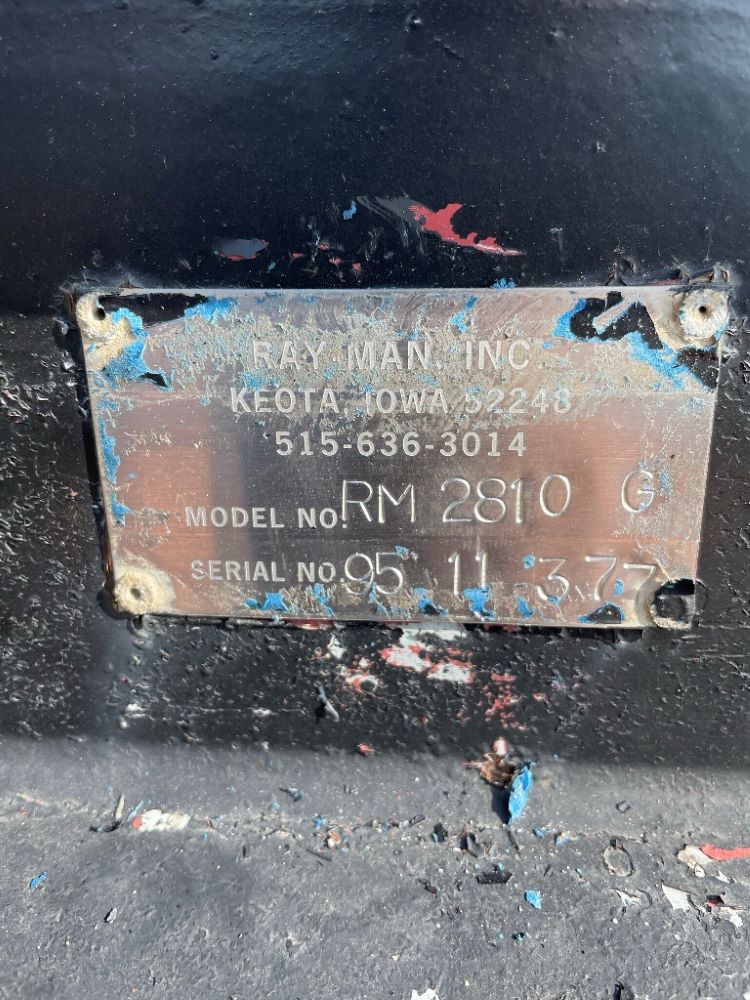 RAY-MAN, INC.
KEOTA, IOWA 52248
515-636-3014
MODEL NO. RM 2810 G
SERIAL NO. 95 11 377